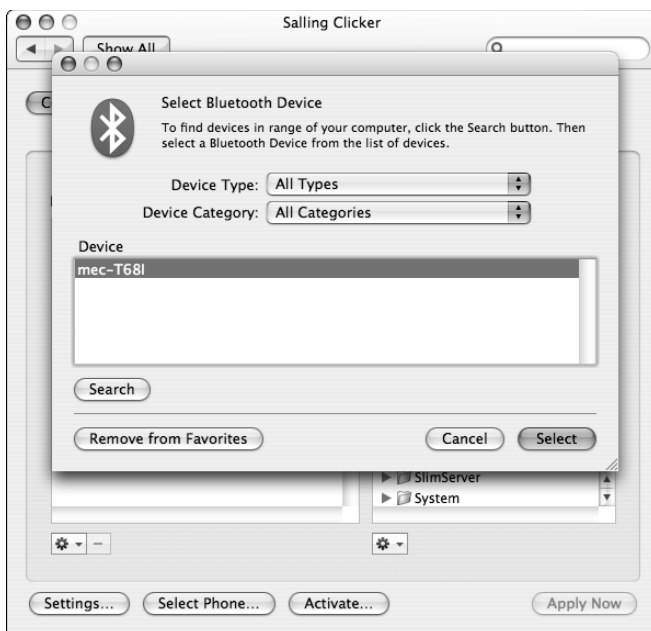 Salling Clicker
Show All
Select Bluetooth Device
To find devices in range of your computer, click the Search button. Then
select a Bluetooth Device from the list of devices.
Device Type: All Types
Device Category: All Categories
Device
mec-T68I
Search
Remove from Favorites
Cancel
Select
SlimServer
System
Settings...
Select Phone...
Activate...
Apply Now